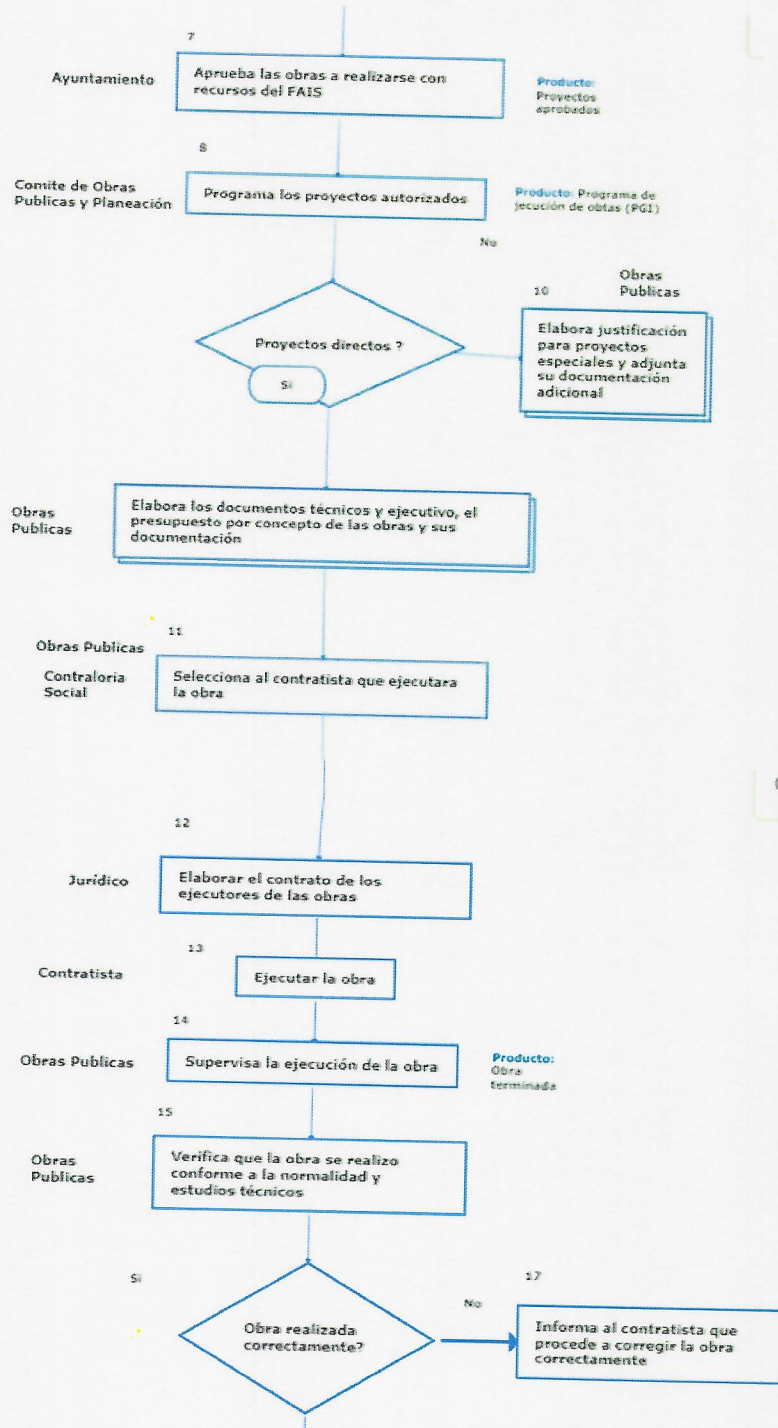 7
Ayuntamiento
Aprueba las obras a realizarse con
recursos del FAIS
Producto:
Proyectos
aprobados
8
Comite de Obras
Publicas y Planeación
Programa los proyectos autorizados
Producto: Programa de
jecución de obtas (PG1)
No
Proyectos directos ?
Si
10
Obras
Publicas
Elabora justificación
para proyectos
especiales y adjunta
su documentación
adicional
Obras
Publicas
Elabora los documentos técnicos y ejecutivo, el
presupuesto por concepto de las obras y sus
documentación
11
Obras Publicas
Contraloria
Social
Selecciona al contratista que ejecutara
la obra
12
Jurídico
Elaborar el contrato de los
ejecutores de las obras
13
Contratista
Ejecutar la obra
14
Obras Publicas
Supervisa la ejecución de la obra
Producto:
Obra
terminada
15
Obras
Publicas
Verifica que la obra se realizo
conforme a la normalidad y
estudios técnicos
Si
Obra realizada
correctamente?
No
17
Informa al contratista que
procede a corregir la obra
correctamente